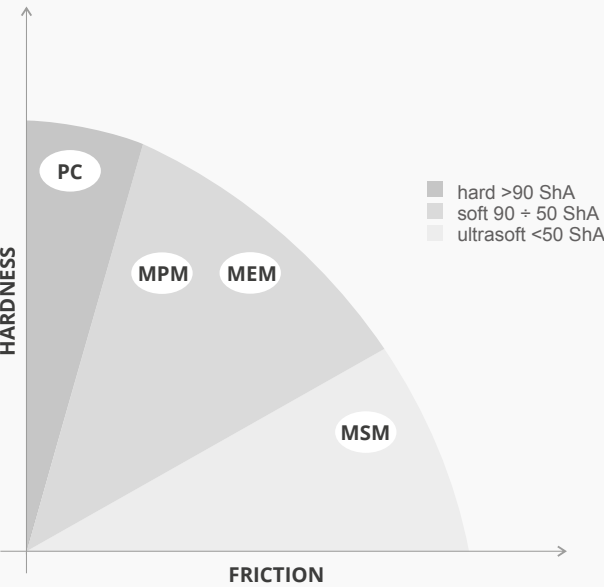 PC
hard >90 ShA
soft 90 ÷ 50 ShA
ultrasoft <50 ShA
MPM
MEM
HARDNESS
MSM
FRICTION